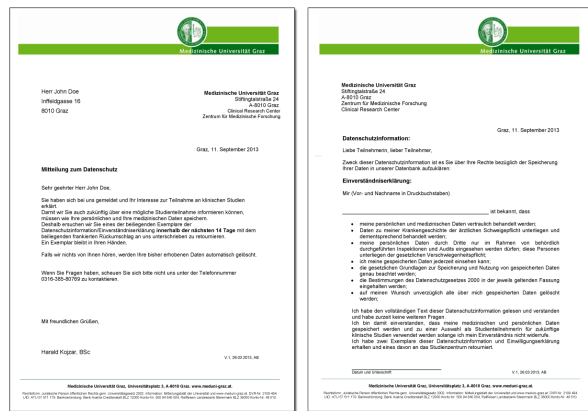 Medizinische Universität Graz
Herr John Doe
Inffeldgasse 16
8010 Graz
Medizinische Universität Graz
Stiftingtalstraße 24
A-8010 Graz
Clinical Research Center
Zentrum für Medizinische Forschung
Graz, 11. September 2013
Mitteilung zum Datenschutz
Sehr geehrter Herr John Doe,
Sie haben sich bei uns gemeldet und Ihr Interesse zur Teilnahme an klinischen Studien
erklärt.
Damit wir Sie auch zukünftig über eine mögliche Studienteilnahme informieren können,
müssen wir Ihre persönlichen und Ihre medizinischen Daten speichern.
Deshalb ersuchen wir Sie eines der beiliegenden Exemplare der
Datenschutzinformation/Einverständniserklärung innerhalb der nächsten 14 Tage mit dem
beiliegenden frankierten Rückumschlag an uns unterschrieben zu retournieren.
Ein Exemplar bleibt in Ihren Händen.
Falls wir nichts von Ihnen hören, werden Ihre bisher erhobenen Daten automatisch gelöscht.
Wenn Sie Fragen haben, scheuen Sie sich bitte nicht uns unter der Telefonnummer
0316-385-80769 zu kontaktieren.
Mit freundlichen Grüßen,
Harald Kojzar, BSc
V.1, 26.03.2013, AB
Medizinische Universität Graz, Universitätsplatz 3, A-8010 Graz, www.medunigraz.at
Medizinische Universität Graz
Medizinische Universität Graz
Stiftingtalstraße 24
A-8010 Graz
Zentrum für Medizinische Forschung
Clinical Research Center
Graz, 11. September 2013
Datenschutzinformation:
Liebe Teilnehmerin, lieber Teilnehmer,
Zweck dieser Datenschutzinformation ist es Sie über Ihre Rechte bezüglich der Speicherung
Ihrer Daten in unserer Datenbank aufzuklären:
Einverständniserklärung:
Mir (Vor- und Nachname in Druckbuchstaben)
ist bekannt, dass
• meine persönlichen und medizinischen Daten vertraulich behandelt werden;
• Daten zu meiner Krankengeschichte der ärztlichen Schweigepflicht unterliegen und
dementsprechend behandelt werden;
• meine persönlichen Daten durch Dritte nur im Rahmen von behördlich
durchgeführten Inspektionen und Audits eingesehen werden dürfen; diese Personen
unterliegen der gesetzlichen Verschwiegenheitspflicht;
• ich meine gespeicherten Daten jederzeit einsehen kann;
• die gesetzlichen Grundlagen zur Speicherung und Nutzung von gespeicherten Daten
genau beachtet werden;
• die Bestimmungen des Datenschutzgesetzes 2000 in der jeweils geltenden Fassung
eingehalten werden;
• auf meinen Wunsch unverzüglich alle über mich gespeicherten Daten gelöscht
werden;
Ich habe den vollständigen Text dieser Datenschutzinformation gelesen und verstanden
und habe zurzeit keine weiteren Fragen.
Ich bin damit einverstanden, dass meine medizinischen und persönlichen Daten
gespeichert werden und zu einer Auswahl als StudienteilnehmerIn für zukünftige
klinische Studien verwendet werden solange ich mein Einverständnis nicht widerrufe.
Ich habe zwei Exemplare dieser Datenschutzinformation und Einwilligungserklärung
erhalten und eines davon an das Studienzentrum retourniert.
Datum und Unterschrift
V.1, 26.03.2013, AB
Medizinische Universität Graz, Universitätsplatz 3, A-8010 Graz, www.medunigraz.at